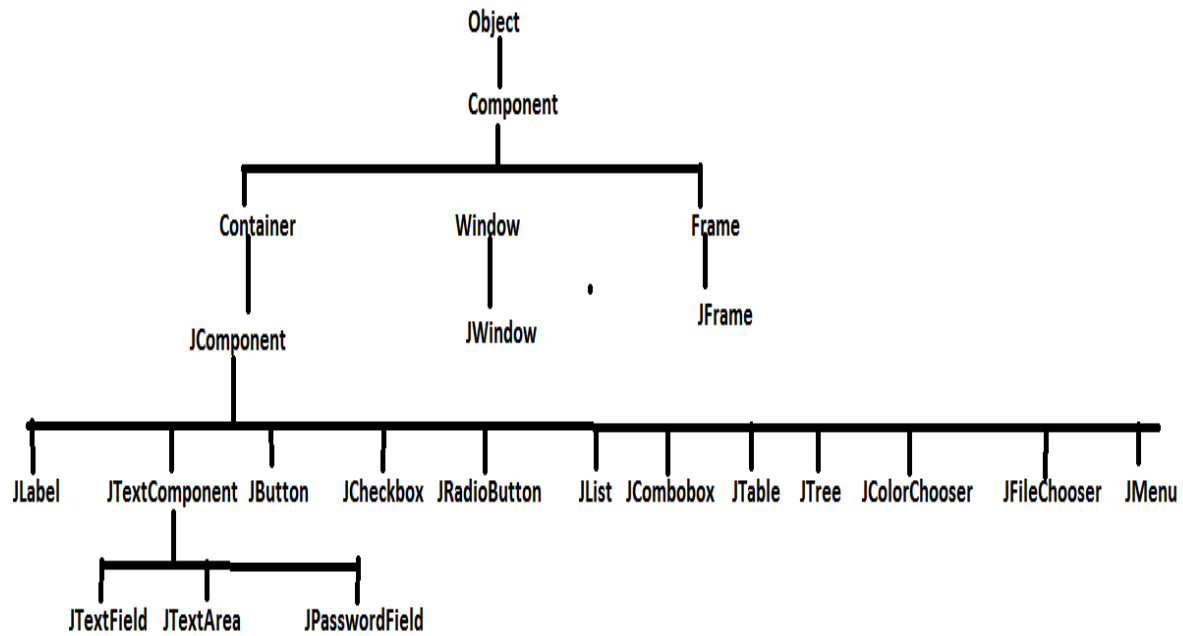 Object
Component
Container Window Frame
JFrame
JWindow
JComponent
JLabel JTextComponent JButton JCheckbox JRadioButton JList JCombobox JTable JTree JColorChooser JFileChooser JMenu
JTextField JTextArea JPasswordField